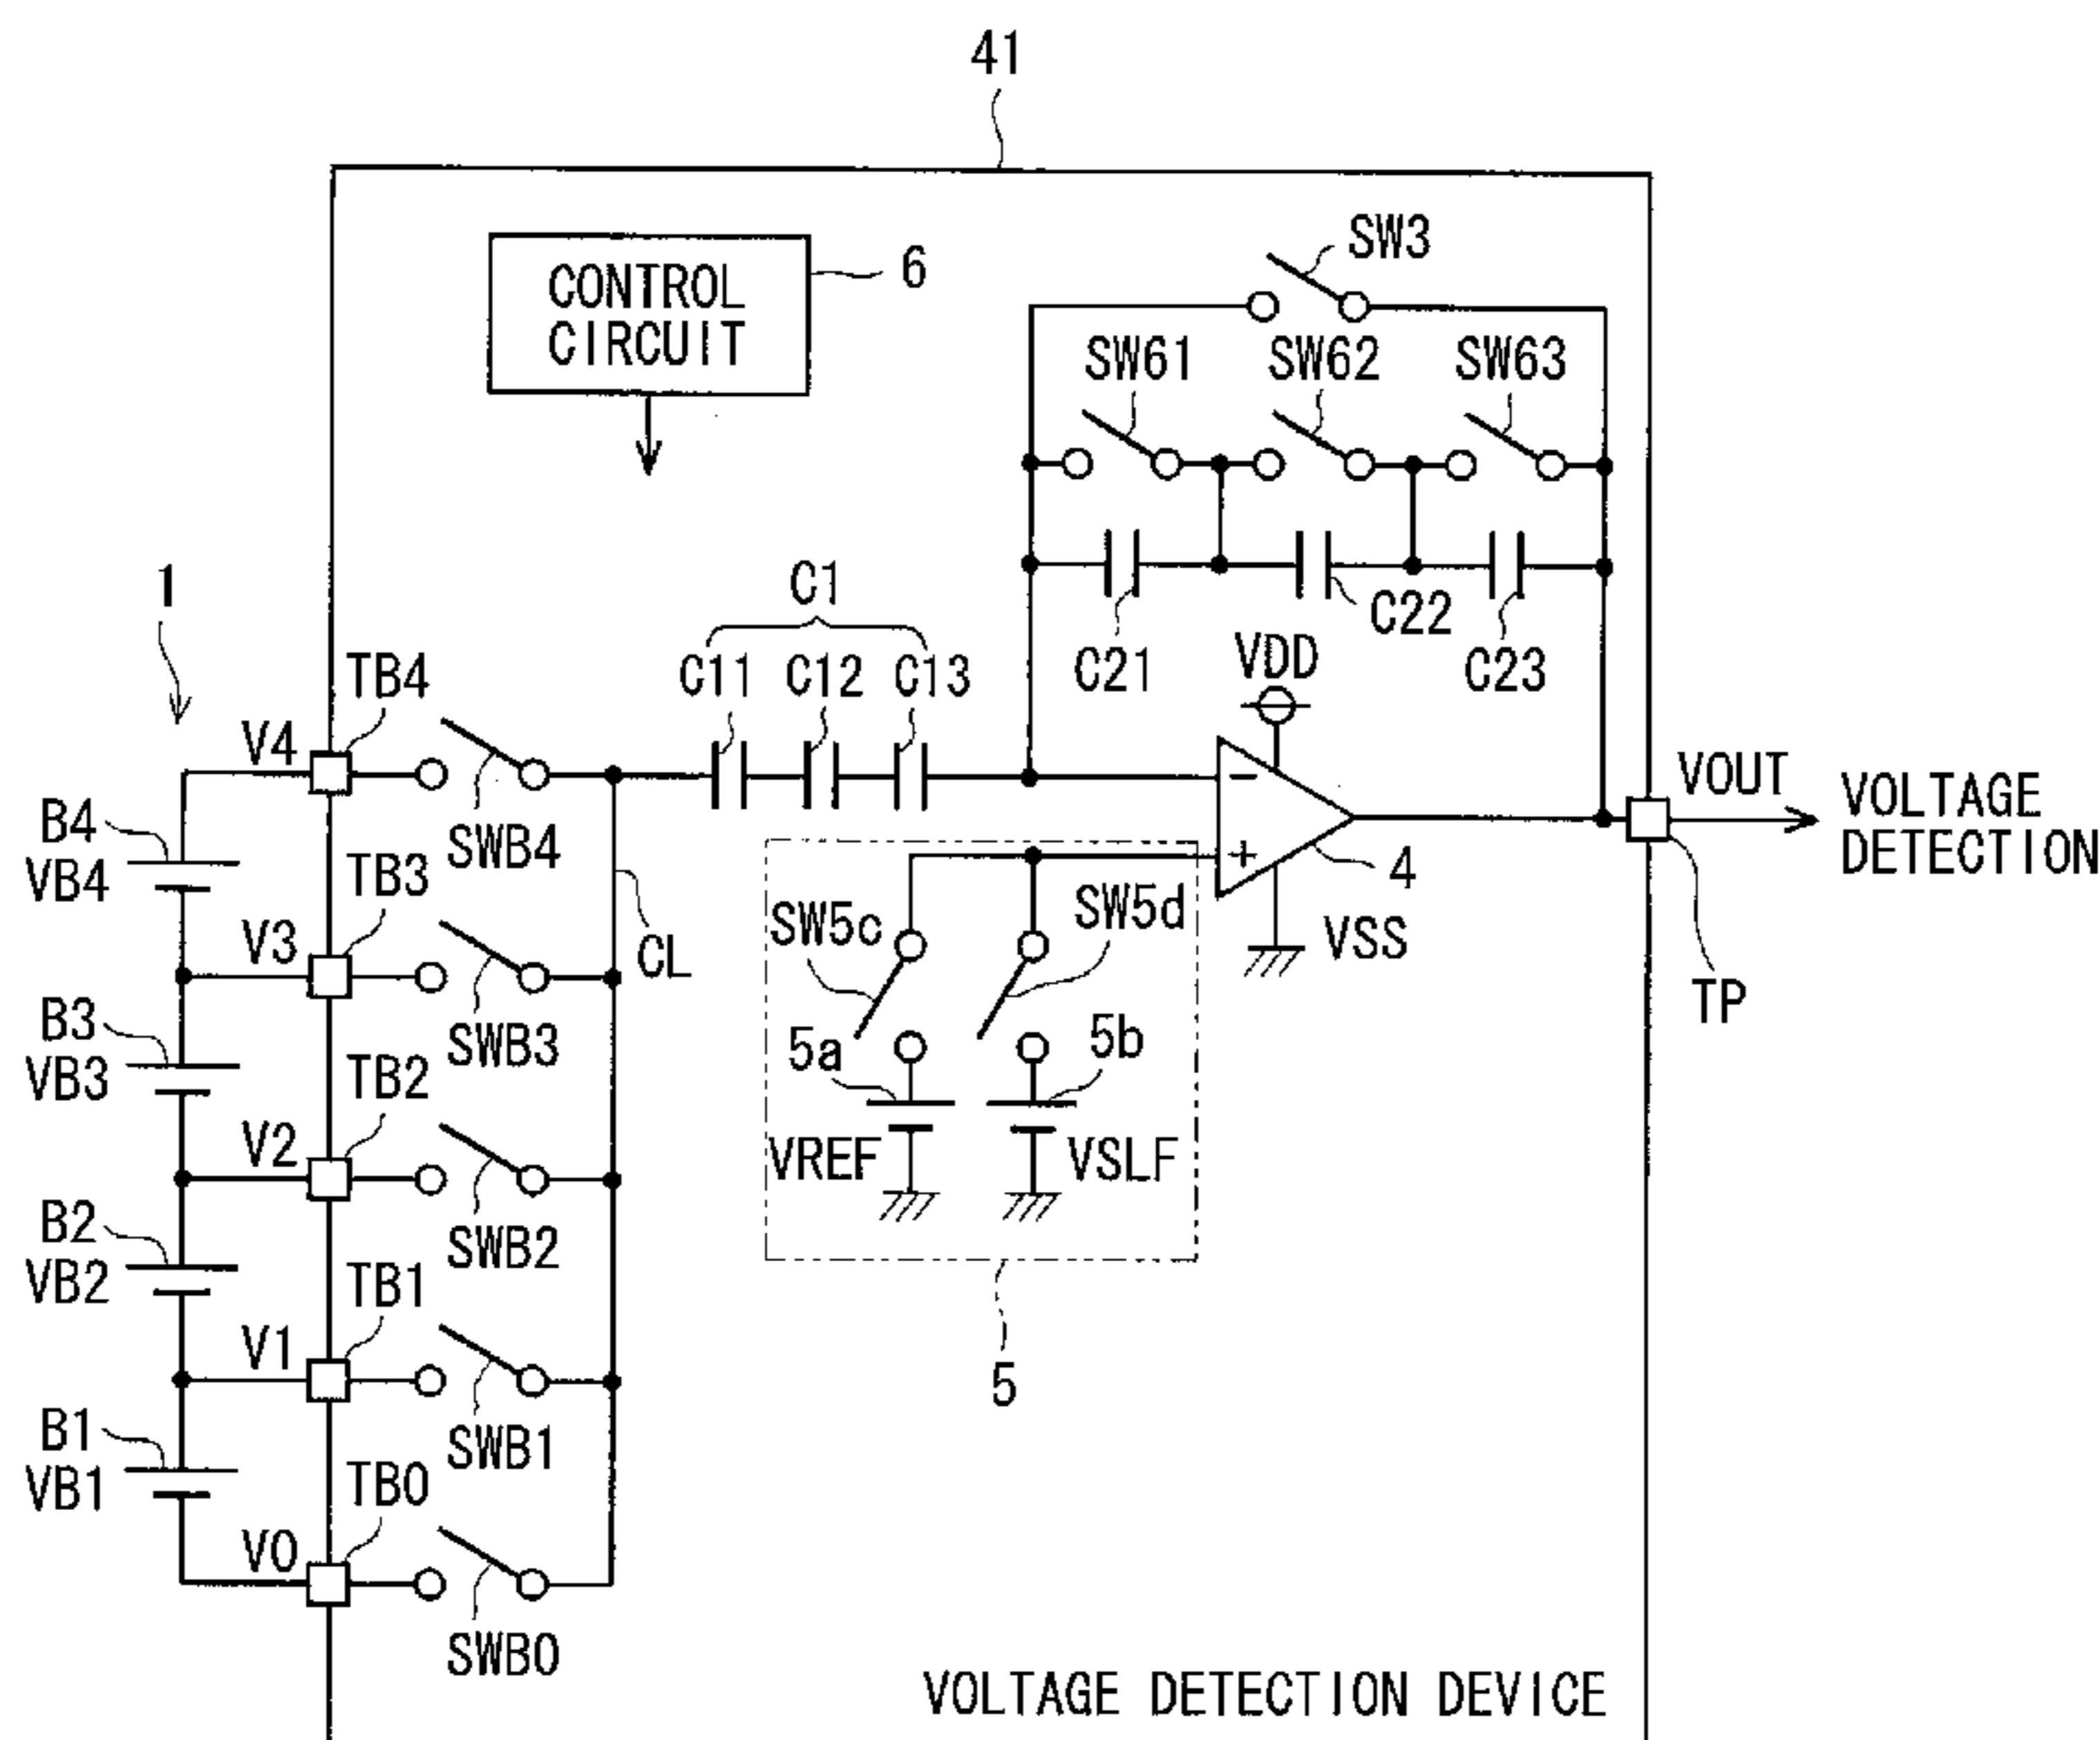 41
CONTROL
CIRCUIT
6
SW3
SW61
SW62
SW63
C1
C11
C12
C13
C21
C22
C23
VDD
1
V4
TB4
SWB4
B4
VB4
CL
4
VSS
VOUT
VOLTAGE
DETECTION
TP
V3
TB3
SWB3
B3
VB3
SW5c
SW5d
5a
5b
VREF
VSLF
5
V2
TB2
SWB2
B2
VB2
V1
TB1
SWB1
B1
VB1
V0
TB0
SWB0
VOLTAGE DETECTION DEVICE